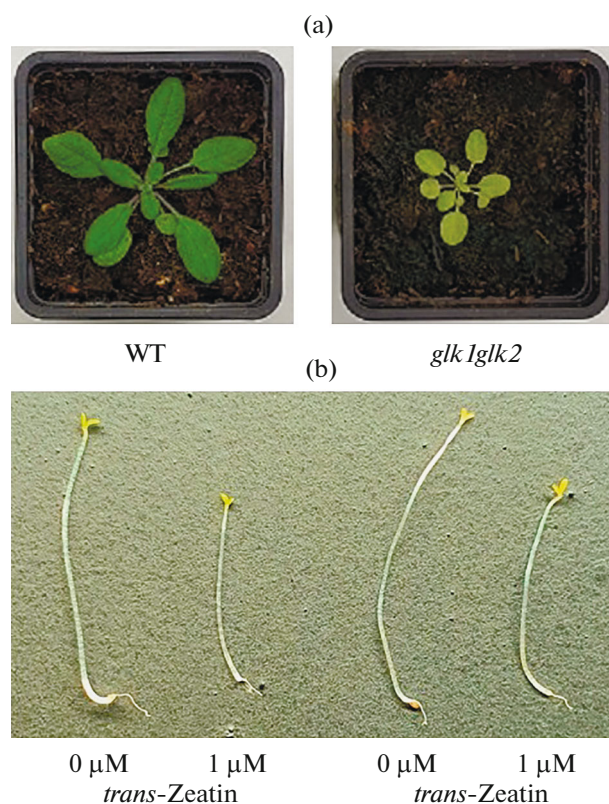 (a)
WT glk1glk2
(b)
0 μM 1 μM 0 μM 1 μM
trans-Zeatin trans-Zeatin